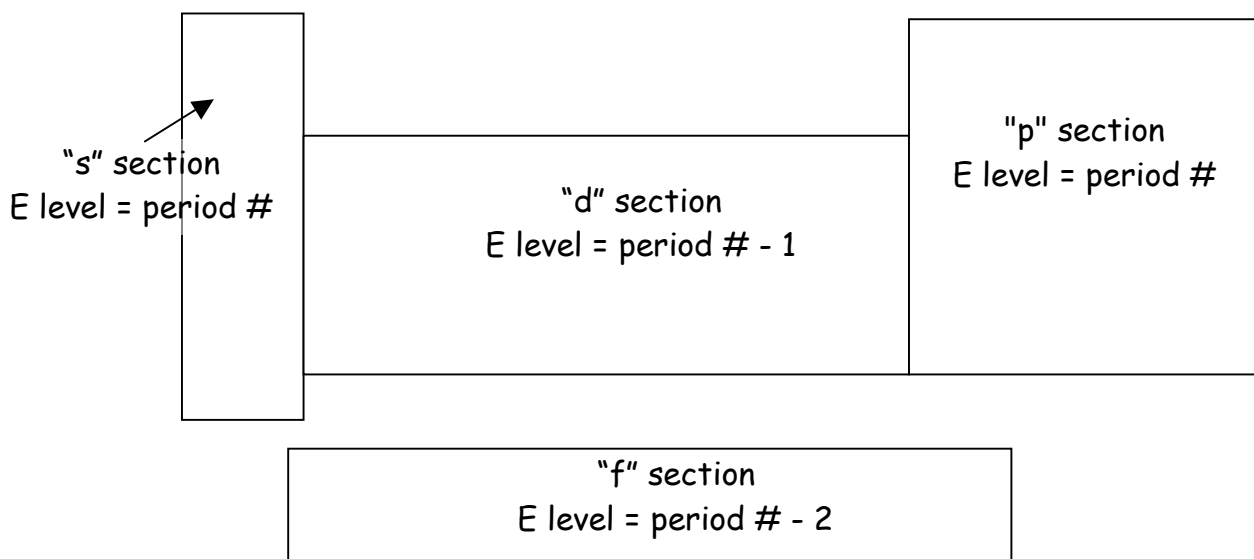 “s” section
E level = period #
“d” section
E level = period # - 1
"p" section
E level = period #
“f” section
E level = period # - 2